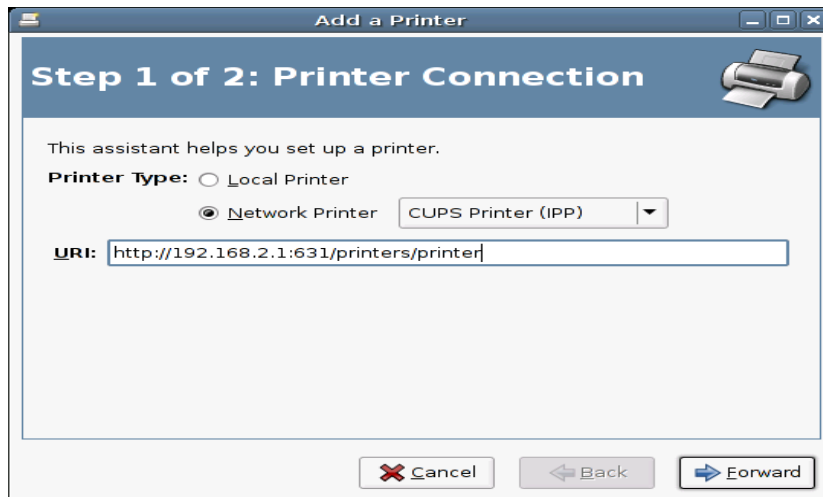 Add a Printer
Step 1 of 2: Printer Connection
This assistant helps you set up a printer.
Printer Type: Local Printer
Network Printer CUPS Printer (IPP)
URI: http://192.168.2.1:631/printers/printer
Cancel Back Forward